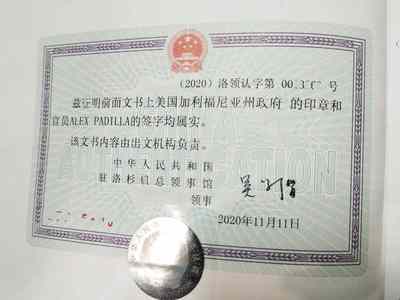 (2020) 洛领认字第 00 号
兹证明前面文书上美国加利福尼亚州政府 的印章和
官员ALEX PADILLA的签字均属实。
该文书内容由出文机构负责。
中华人民共和国
驻洛杉矶总领事馆
领事
2020年11月11日